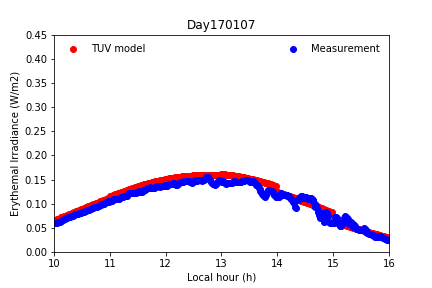 Day170107
0.45
0.40
0.35
0.30
0.25
0.20
0.15
0.10
0.05
0.00
Erythemal Irradiance (W/m2)
TUV model
Measurement
10 11 12 13 14 15 16
Local hour (h)